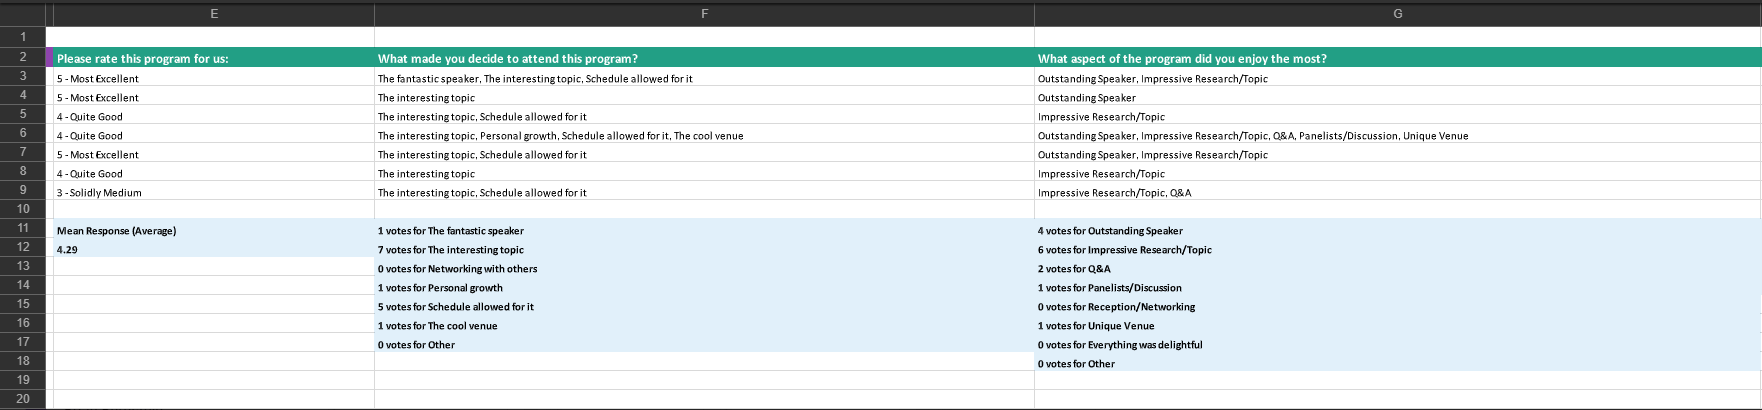 E F G
1
2 Please rate this program for us: What made you decide to attend this program? What aspect of the program did you enjoy the most?
3 5 - Most Excellent The fantastic speaker, The interesting topic, Schedule allowed for it Outstanding Speaker, Impressive Research/Topic
4 5 - Most Excellent The interesting topic Outstanding Speaker
5 4 - Quite Good The interesting topic, Schedule allowed for it Impressive Research/Topic
6 4 - Quite Good The interesting topic, Personal growth, Schedule allowed for it, The cool venue Outstanding Speaker, Impressive Research/Topic, Q&A, Panelists/Discussion, Unique Venue
7 5 - Most Excellent The interesting topic, Schedule allowed for it Outstanding Speaker, Impressive Research/Topic
8 4 - Quite Good The interesting topic Impressive Research/Topic
9 3 - Solidly Medium The interesting topic, Schedule allowed for it Impressive Research/Topic, Q&A
10
11 Mean Response (Average) 1 votes for The fantastic speaker 4 votes for Outstanding Speaker
12 4.29 7 votes for The interesting topic 6 votes for Impressive Research/Topic
13 0 votes for Networking with others 2 votes for Q&A
14 1 votes for Personal growth 1 votes for Panelists/Discussion
15 5 votes for Schedule allowed for it 0 votes for Reception/Networking
16 1 votes for The cool venue 1 votes for Unique Venue
17 0 votes for Other 0 votes for Everything was delightful
18 0 votes for Other
19
20